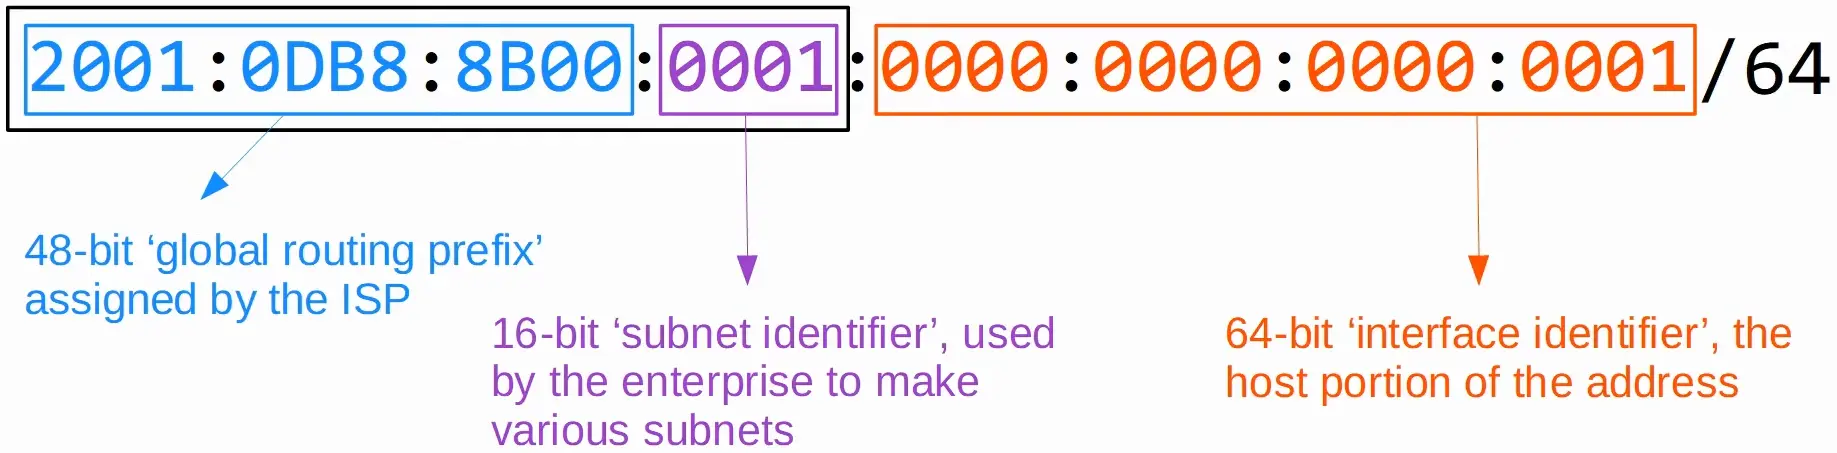 2001:0DB8:8B00:0001:0000:0000:0000:0001/64
48-bit ‘global routing prefix’
assigned by the ISP
16-bit ‘subnet identifier’, used
by the enterprise to make
various subnets
64-bit ‘interface identifier’, the
host portion of the address